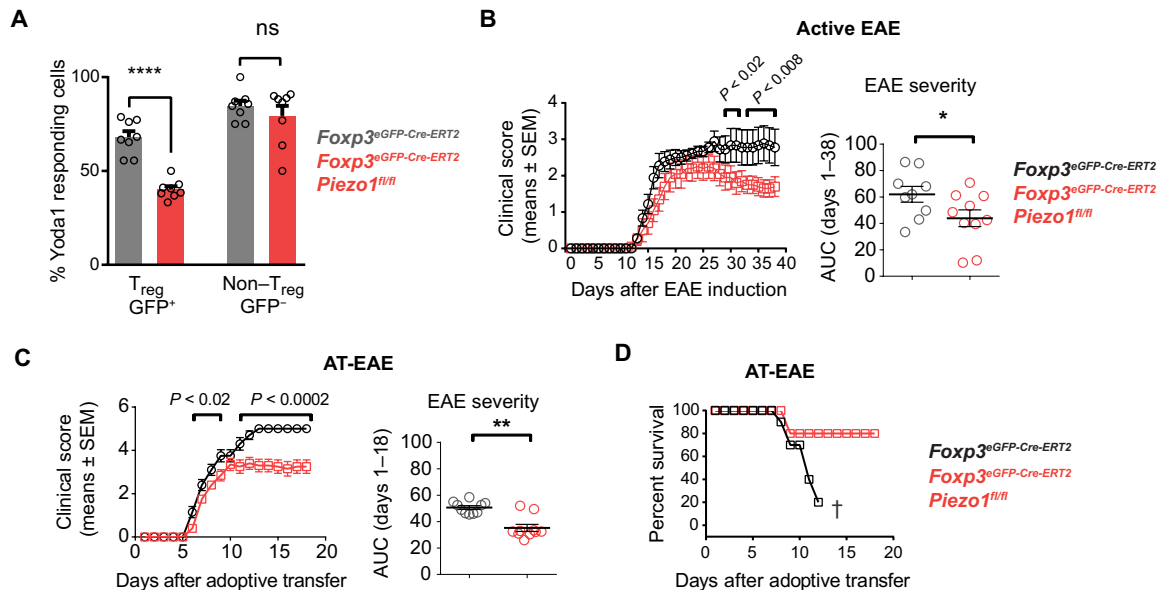 A
ns
****
% Yoda1 responding cells
100
50
0
Treg
GFP+
Non–Treg
GFP–
Foxp3eGFP-Cre-ERT2
Foxp3eGFP-Cre-ERT2
Piezo1fl/fl
B
Active EAE
P < 0.02
P < 0.008
Clinical score
(means ± SEM)
4
3
2
1
0
0 5 10 15 20 25 30 35 40
Days after EAE induction
EAE severity
*
AUC (days 1–38)
120
100
80
60
40
20
0
Foxp3eGFP-Cre-ERT2
Foxp3eGFP-Cre-ERT2
Piezo1fl/fl
C
AT-EAE
P < 0.02
P < 0.0002
Clinical score
(means ± SEM)
6
4
2
0
0 5 10 15 20
Days after adoptive transfer
EAE severity
**
AUC (days 1–18)
100
80
60
40
20
0
D
AT-EAE
Percent survival
100
80
60
40
20
0
0 5 10 15 20
Days after adoptive transfer
†
Foxp3eGFP-Cre-ERT2
Foxp3eGFP-Cre-ERT2
Piezo1fl/fl